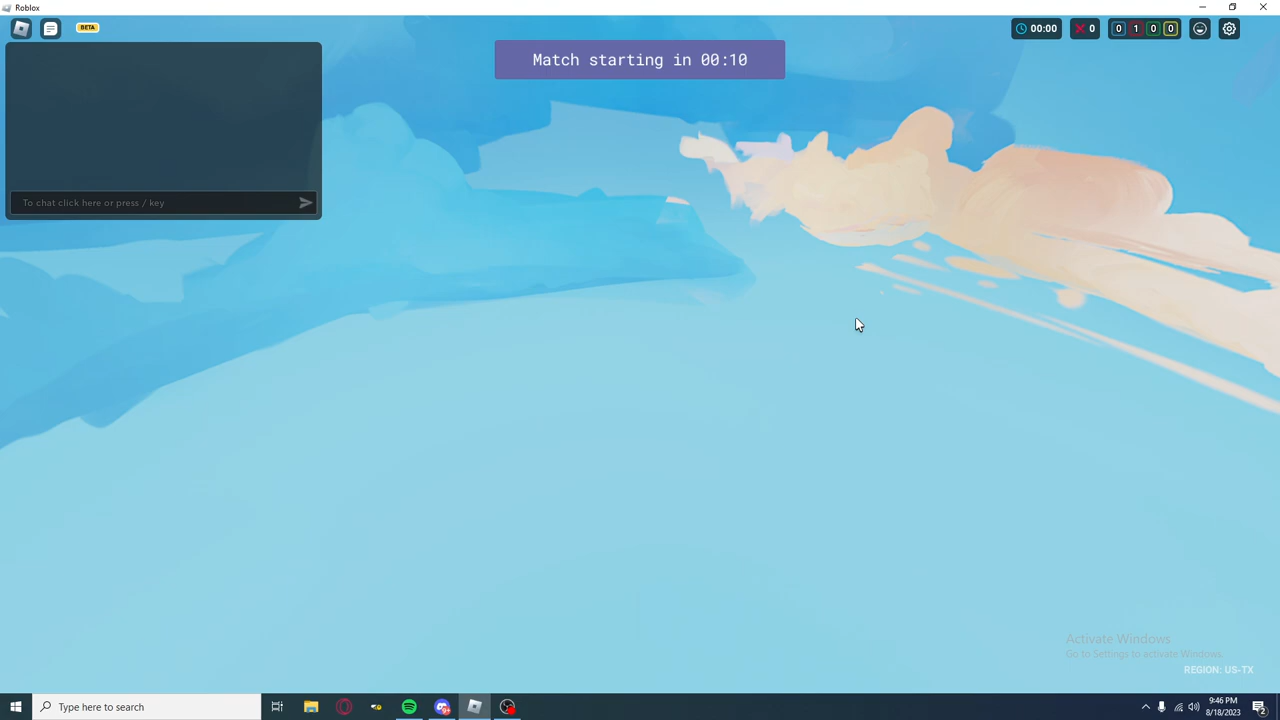 Roblox
BETA
00:00
0
0 1 0 0
Match starting in 00:10
To chat click here or press / key
Activate Windows
Go to Settings to activate Windows.
REGION: US-TX
Type here to search
9:46 PM
8/18/2023
2